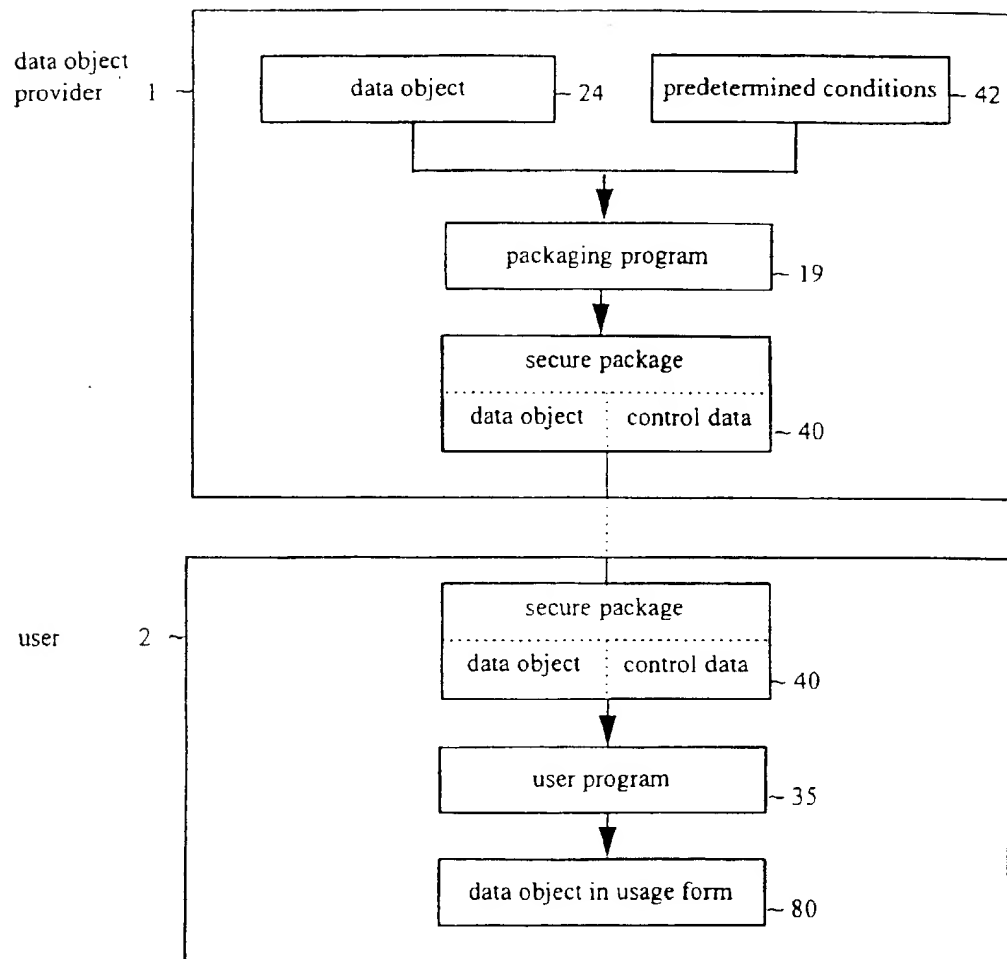 data object
provider 1
data object 24
predetermined conditions 42
packaging program 19
secure package
data object control data 40
user 2
secure package
data object control data 40
user program 35
data object in usage form 80